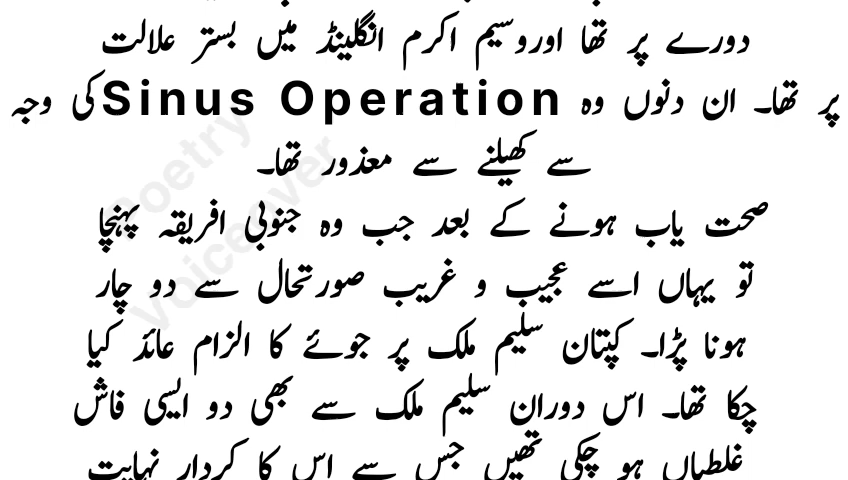 دورے پر تھا اور وسیم اکرم انگلینڈ میں بستر علالت
پر تھا۔ ان دنوں وہ Sinus Operation کی وجہ
سے کھیلنے سے معذور تھا۔
صحت یاب ہونے کے بعد جب وہ جنوبی افریقہ پہنچا
تو یہاں اسے عجیب و غریب صورتحال سے دو چار
ہونا پڑا۔ کپتان سلیم ملک پر جوئے کا الزام عائد کیا
چکا تھا۔ اس دوران سلیم ملک سے بھی دو ایسی فاش
غلطیاں ہو چکی تھیں جس سے اس کا کردار نہایت
Poetry
Voiceover